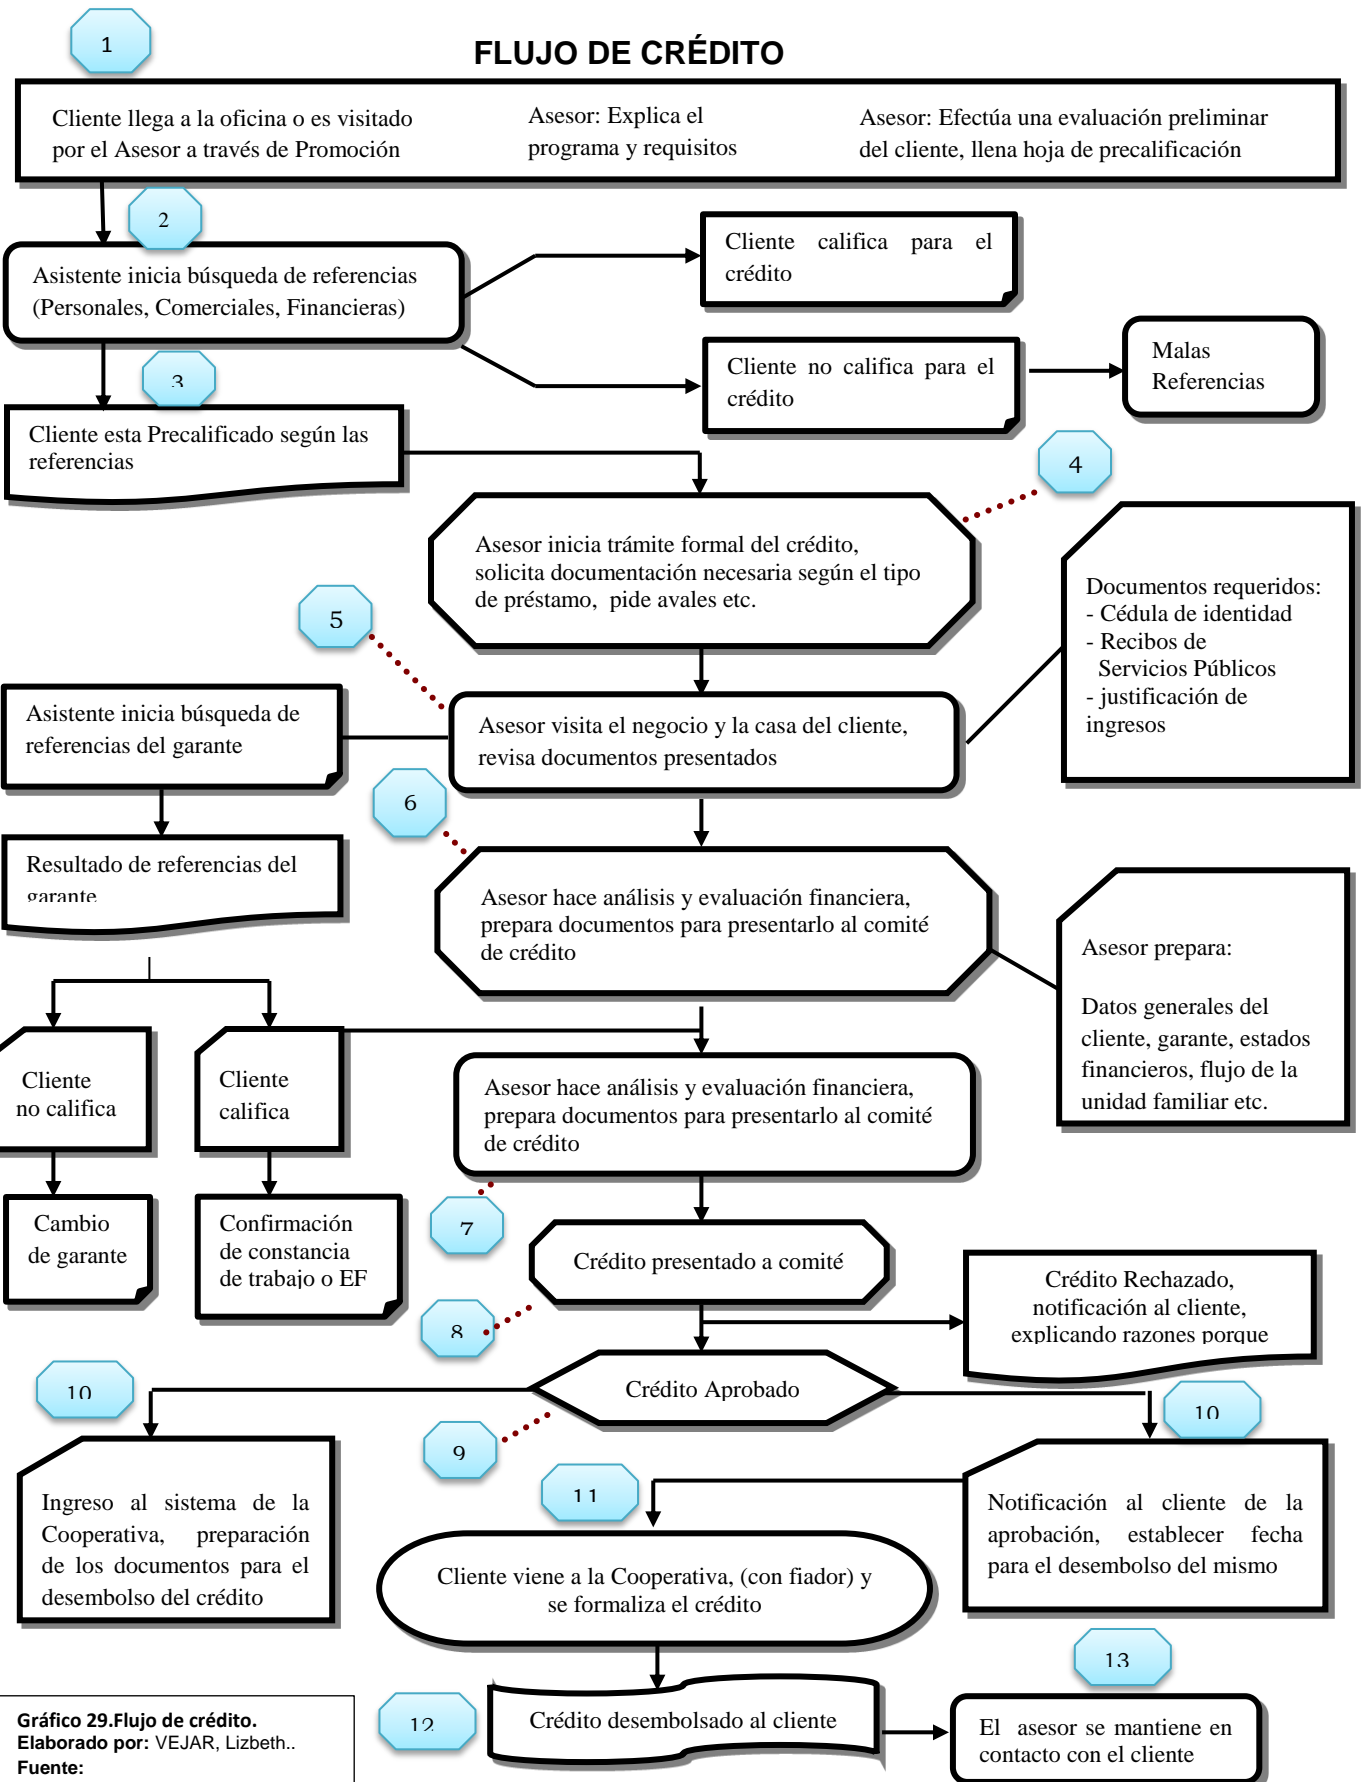 1
FLUJO DE CRÉDITO
Cliente llega a la oficina o es visitado
por el Asesor a través de Promoción
Asesor: Explica el
programa y requisitos
Asesor: Efectúa una evaluación preliminar
del cliente, llena hoja de precalificación
2
Asistente inicia búsqueda de referencias
(Personales, Comerciales, Financieras)
Cliente califica para el
crédito
Cliente no califica para el
crédito
Malas
Referencias
3
Cliente esta Precalificado según las
referencias
4
Asesor inicia trámite formal del crédito,
solicita documentación necesaria según el tipo
de préstamo, pide avales etc.
Documentos requeridos:
- Cédula de identidad
- Recibos de
Servicios Públicos
- justificación de
ingresos
5
Asesor visita el negocio y la casa del cliente,
revisa documentos presentados
Asistente inicia búsqueda de
referencias del garante
6
Resultado de referencias del
garante
Asesor hace análisis y evaluación financiera,
prepara documentos para presentarlo al comité
de crédito
Asesor prepara:
Datos generales del
cliente, garante, estados
financieros, flujo de la
unidad familiar etc.
Cliente
no califica
Cliente
califica
Asesor hace análisis y evaluación financiera,
prepara documentos para presentarlo al comité
de crédito
Cambio
de garante
Confirmación
de constancia
de trabajo o EF
7
Crédito presentado a comité
Crédito Rechazado,
notificación al cliente,
explicando razones porque
8
Crédito Aprobado
10
10
9
Ingreso al sistema de la
Cooperativa, preparación
de los documentos para el
desembolso del crédito
11
Notificación al cliente de la
aprobación, establecer fecha
para el desembolso del mismo
Cliente viene a la Cooperativa, (con fiador) y
se formaliza el crédito
13
12
Crédito desembolsado al cliente
El asesor se mantiene en
contacto con el cliente
Gráfico 29.Flujo de crédito.
Elaborado por: VEJAR, Lizbeth..
Fuente: